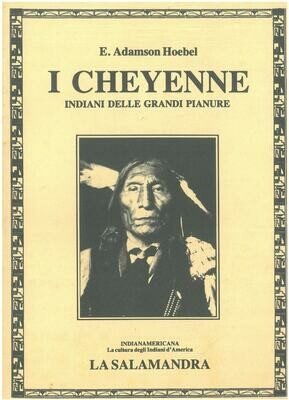 E. Adamson Hoebel
I CHEYENNE
INDIANI DELLE GRANDI PIANURE
INDIANAMERICANA
La cultura degli Indiani d'America
LA SALAMANDRA